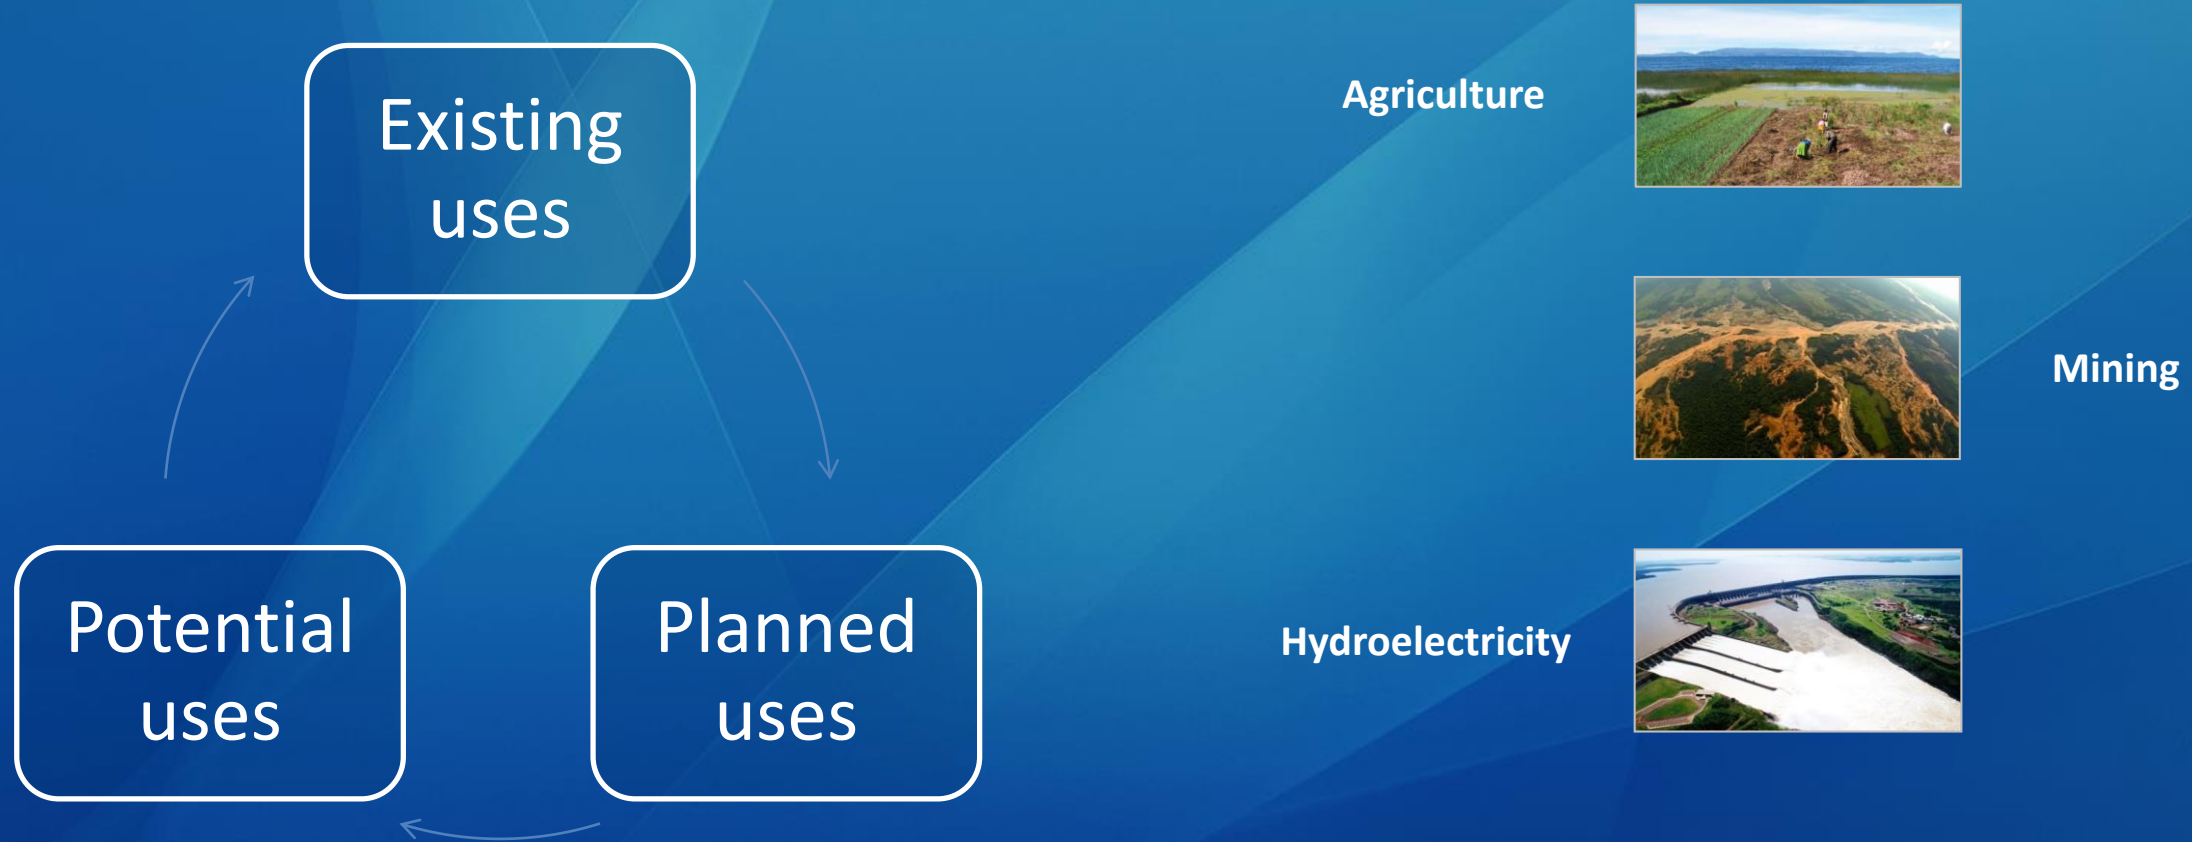 Existing
uses
Potential
uses
Planned
uses
Agriculture
Mining
Hydroelectricity